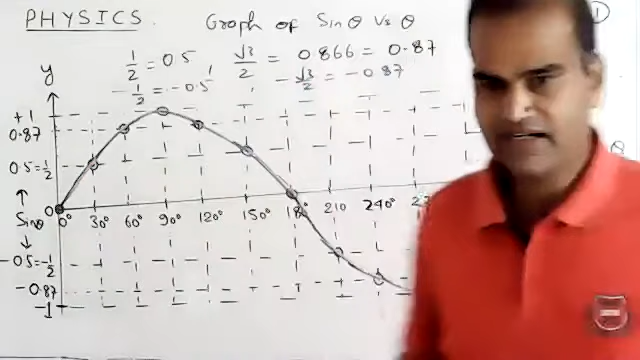 PHYSICS. Graph of Sinθ Vs θ ①
1/2 = 0.5 √3/2 = 0.866 = 0.87
-1/2 = -0.5 -√3/2 = -0.87
y
+1
0.87
0.5=1/2
Sinθ
0
0° 30° 60° 90° 120° 150° 180° 210 240°
θ
-0.5=-1/2
-0.87
-1